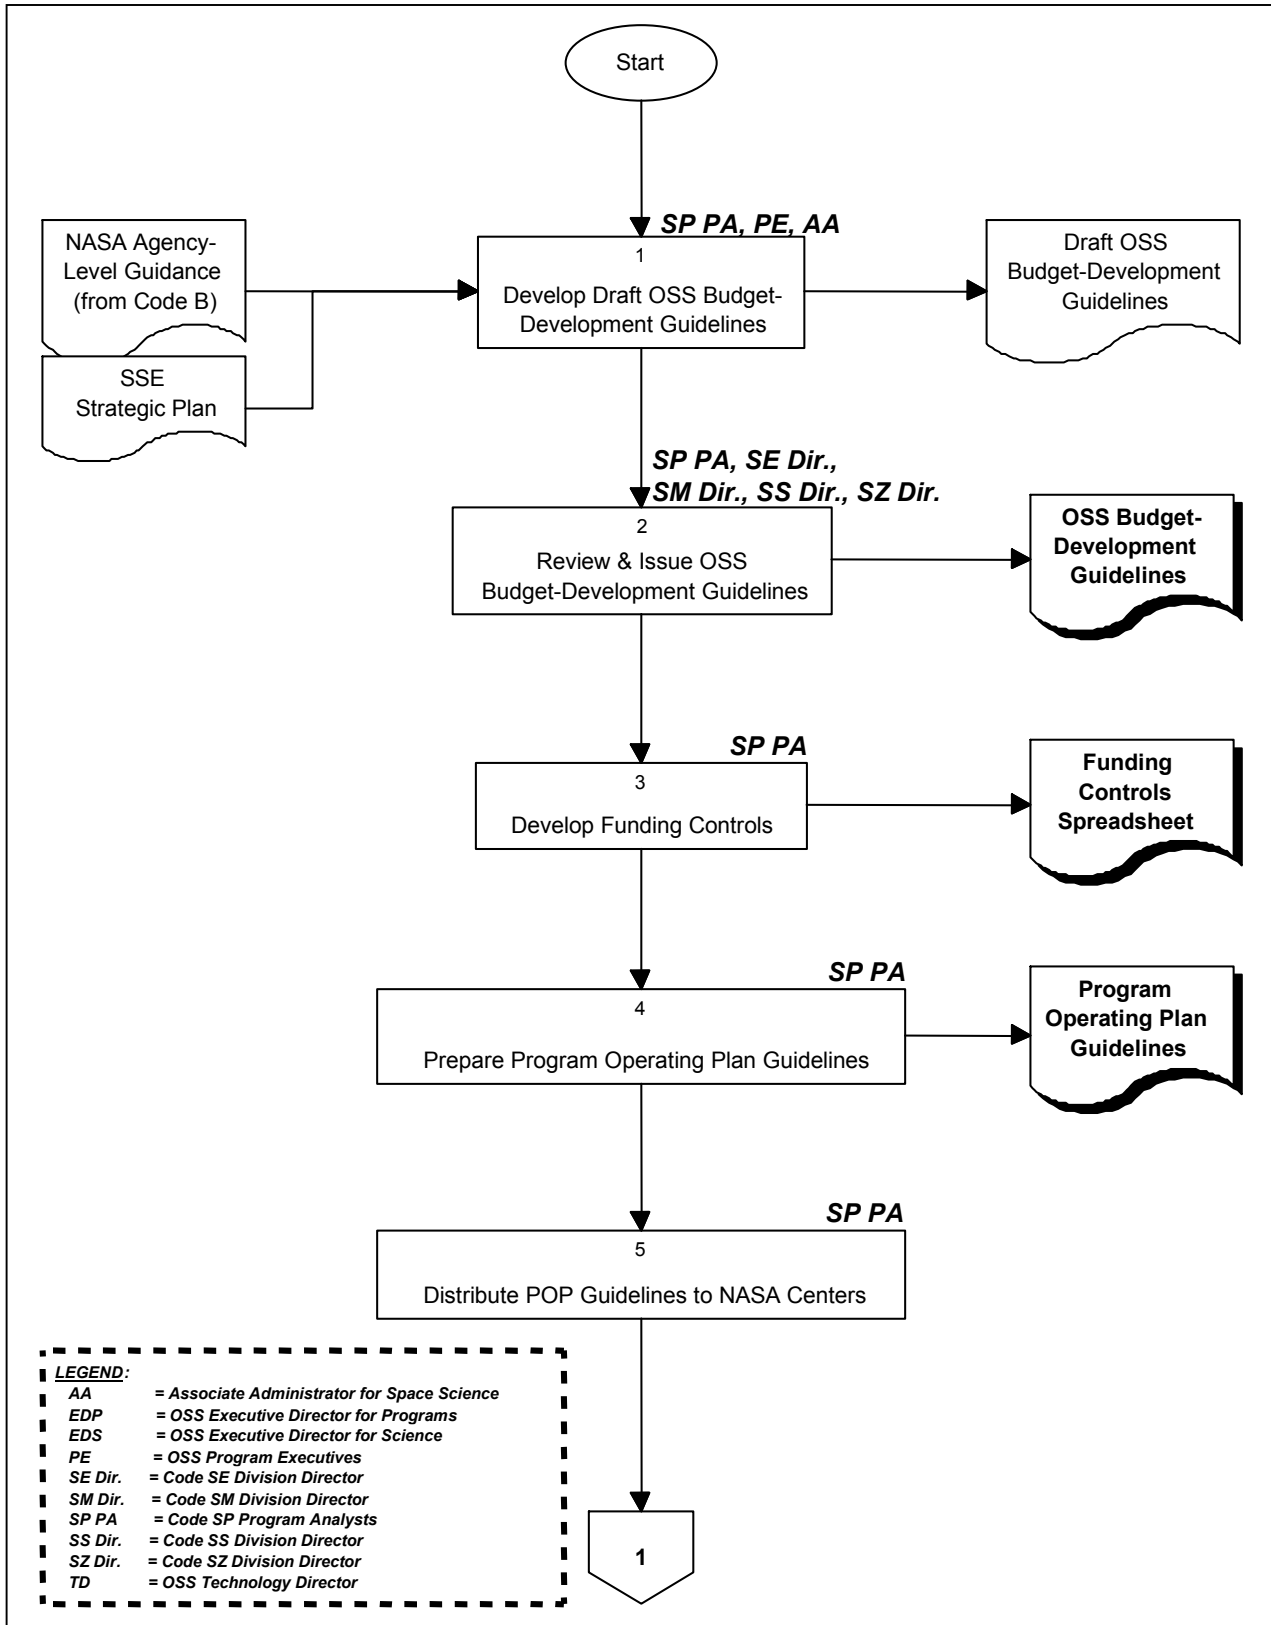 Start
SP PA, PE, AA
NASA Agency-
Level Guidance
(from Code B)
SSE
Strategic Plan
1
Develop Draft OSS Budget-
Development Guidelines
Draft OSS
Budget-Development
Guidelines
SP PA, SE Dir.,
SM Dir., SS Dir., SZ Dir.
2
Review & Issue OSS
Budget-Development Guidelines
OSS Budget-
Development
Guidelines
SP PA
3
Develop Funding Controls
Funding
Controls
Spreadsheet
SP PA
4
Prepare Program Operating Plan Guidelines
Program
Operating Plan
Guidelines
SP PA
5
Distribute POP Guidelines to NASA Centers
LEGEND:
AA = Associate Administrator for Space Science
EDP = OSS Executive Director for Programs
EDS = OSS Executive Director for Science
PE = OSS Program Executives
SE Dir. = Code SE Division Director
SM Dir. = Code SM Division Director
SP PA = Code SP Program Analysts
SS Dir. = Code SS Division Director
SZ Dir. = Code SZ Division Director
TD = OSS Technology Director
1